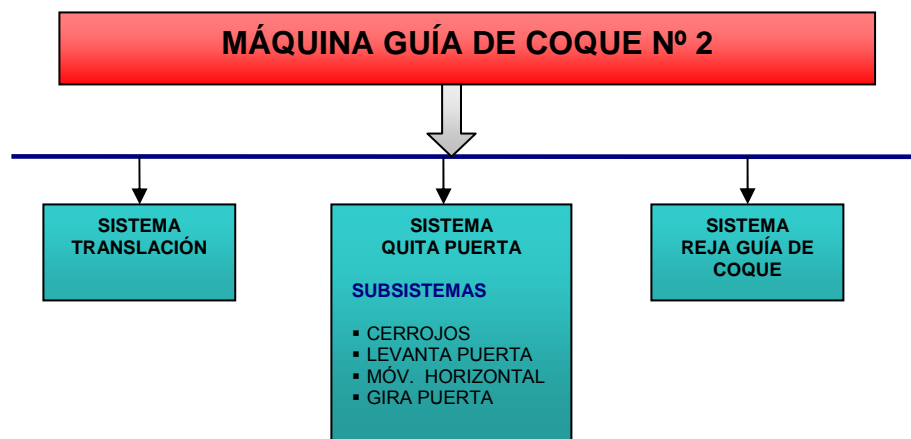 MÁQUINA GUÍA DE COQUE Nº 2
SISTEMA
TRANSLACIÓN
SISTEMA
QUITA PUERTA
SUBSISTEMAS
▪ CERROJOS
▪ LEVANTA PUERTA
▪ MÓV. HORIZONTAL
▪ GIRA PUERTA
SISTEMA
REJA GUÍA DE
COQUE